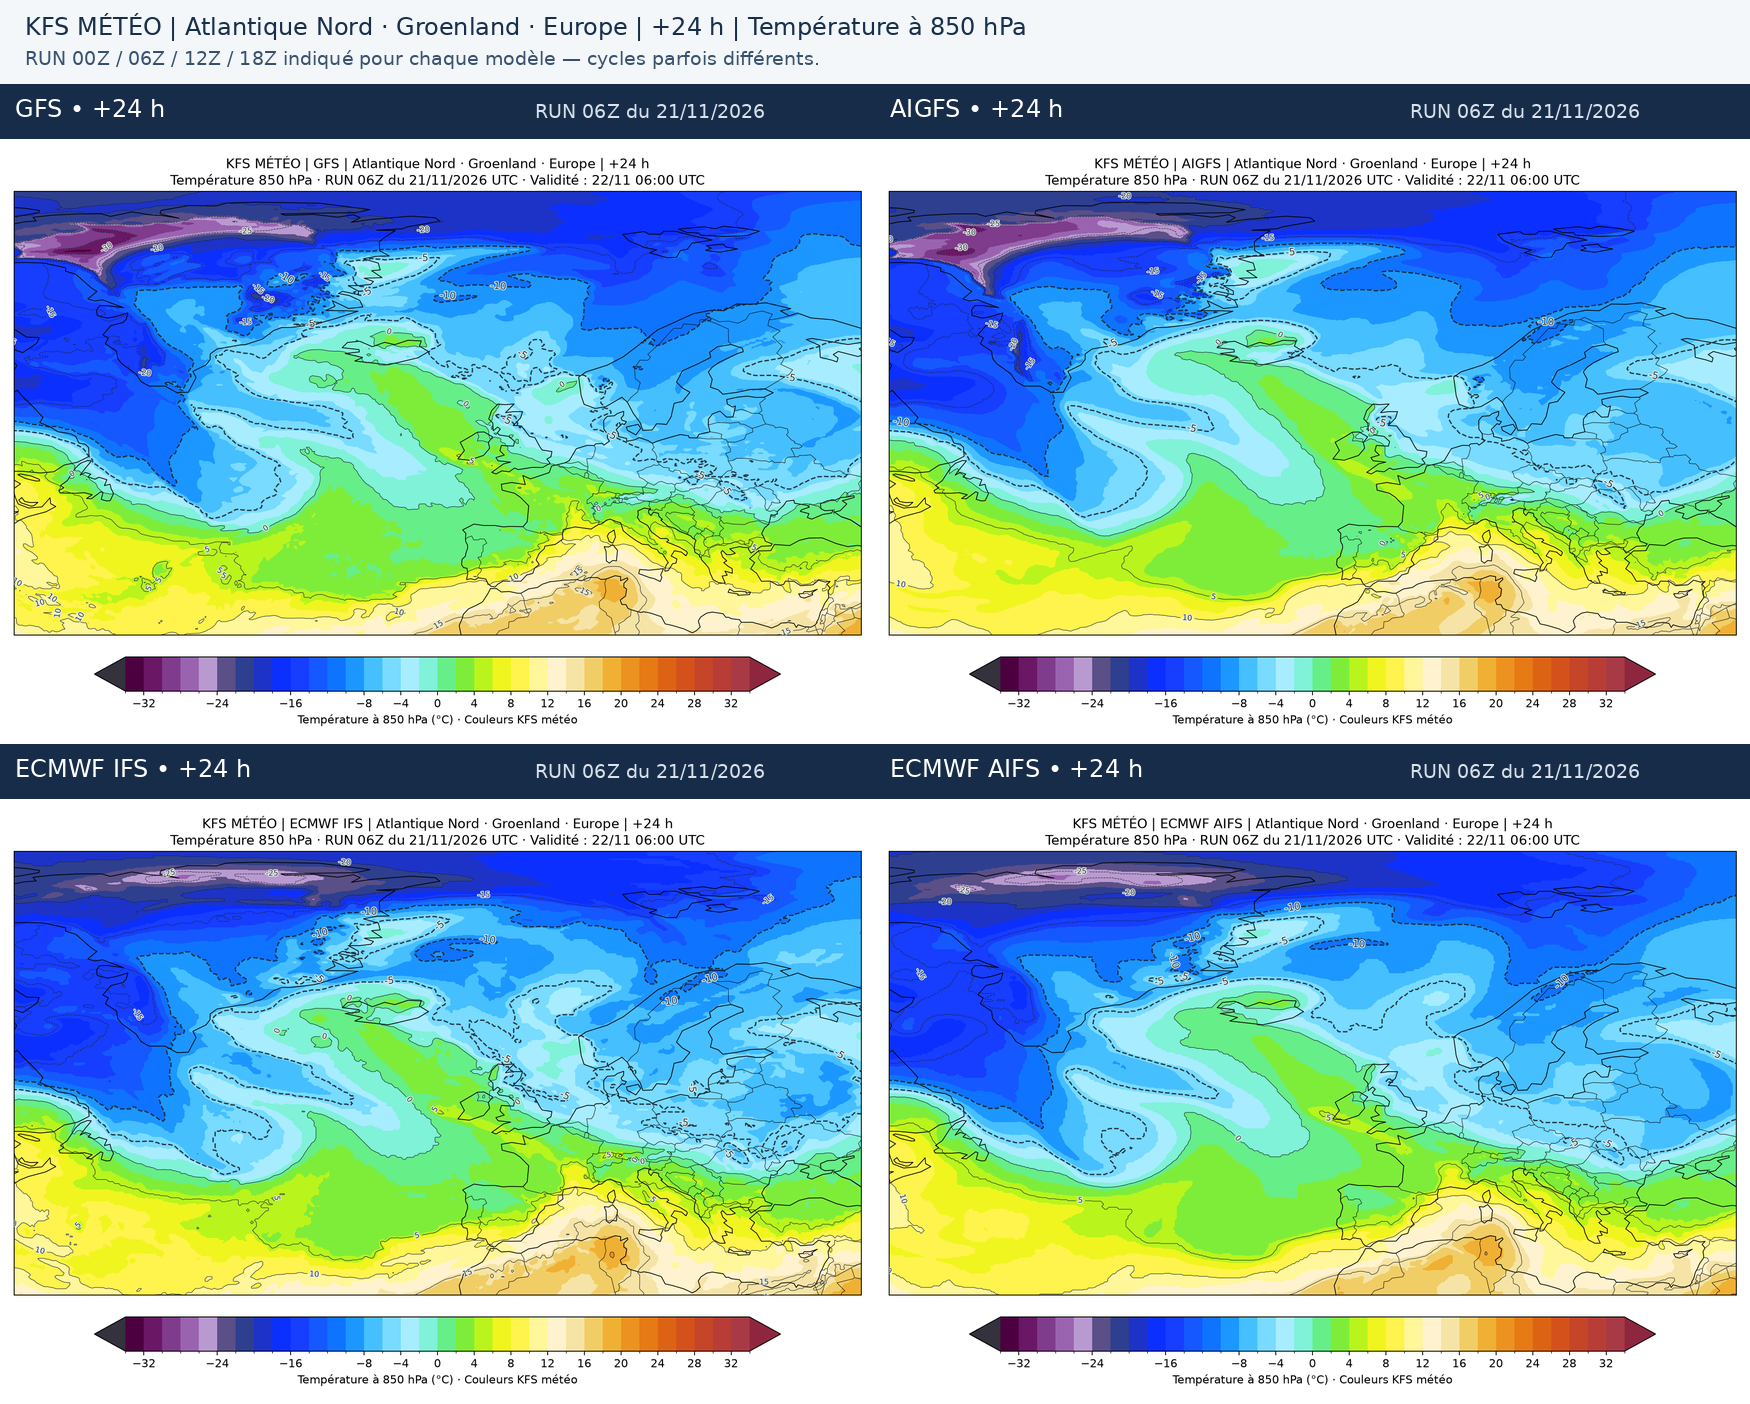 KFS MÉTÉO | Atlantique Nord · Groenland · Europe | +24 h | Température à 850 hPa
RUN 00Z / 06Z / 12Z / 18Z indiqué pour chaque modèle — cycles parfois différents.
GFS • +24 h
RUN 06Z du 21/11/2026
AIGFS • +24 h
RUN 06Z du 21/11/2026
KFS MÉTÉO | GFS | Atlantique Nord · Groenland · Europe | +24 h
Température 850 hPa · RUN 06Z du 21/11/2026 UTC · Validité : 22/11 06:00 UTC
KFS MÉTÉO | AIGFS | Atlantique Nord · Groenland · Europe | +24 h
Température 850 hPa · RUN 06Z du 21/11/2026 UTC · Validité : 22/11 06:00 UTC
−32 −24 −16 −8 −4 0 4 8 12 16 20 24 28 32
Température à 850 hPa (°C) · Couleurs KFS météo
−32 −24 −16 −8 −4 0 4 8 12 16 20 24 28 32
Température à 850 hPa (°C) · Couleurs KFS météo
ECMWF IFS • +24 h
RUN 06Z du 21/11/2026
ECMWF AIFS • +24 h
RUN 06Z du 21/11/2026
KFS MÉTÉO | ECMWF IFS | Atlantique Nord · Groenland · Europe | +24 h
Température 850 hPa · RUN 06Z du 21/11/2026 UTC · Validité : 22/11 06:00 UTC
KFS MÉTÉO | ECMWF AIFS | Atlantique Nord · Groenland · Europe | +24 h
Température 850 hPa · RUN 06Z du 21/11/2026 UTC · Validité : 22/11 06:00 UTC
−32 −24 −16 −8 −4 0 4 8 12 16 20 24 28 32
Température à 850 hPa (°C) · Couleurs KFS météo
−32 −24 −16 −8 −4 0 4 8 12 16 20 24 28 32
Température à 850 hPa (°C) · Couleurs KFS météo